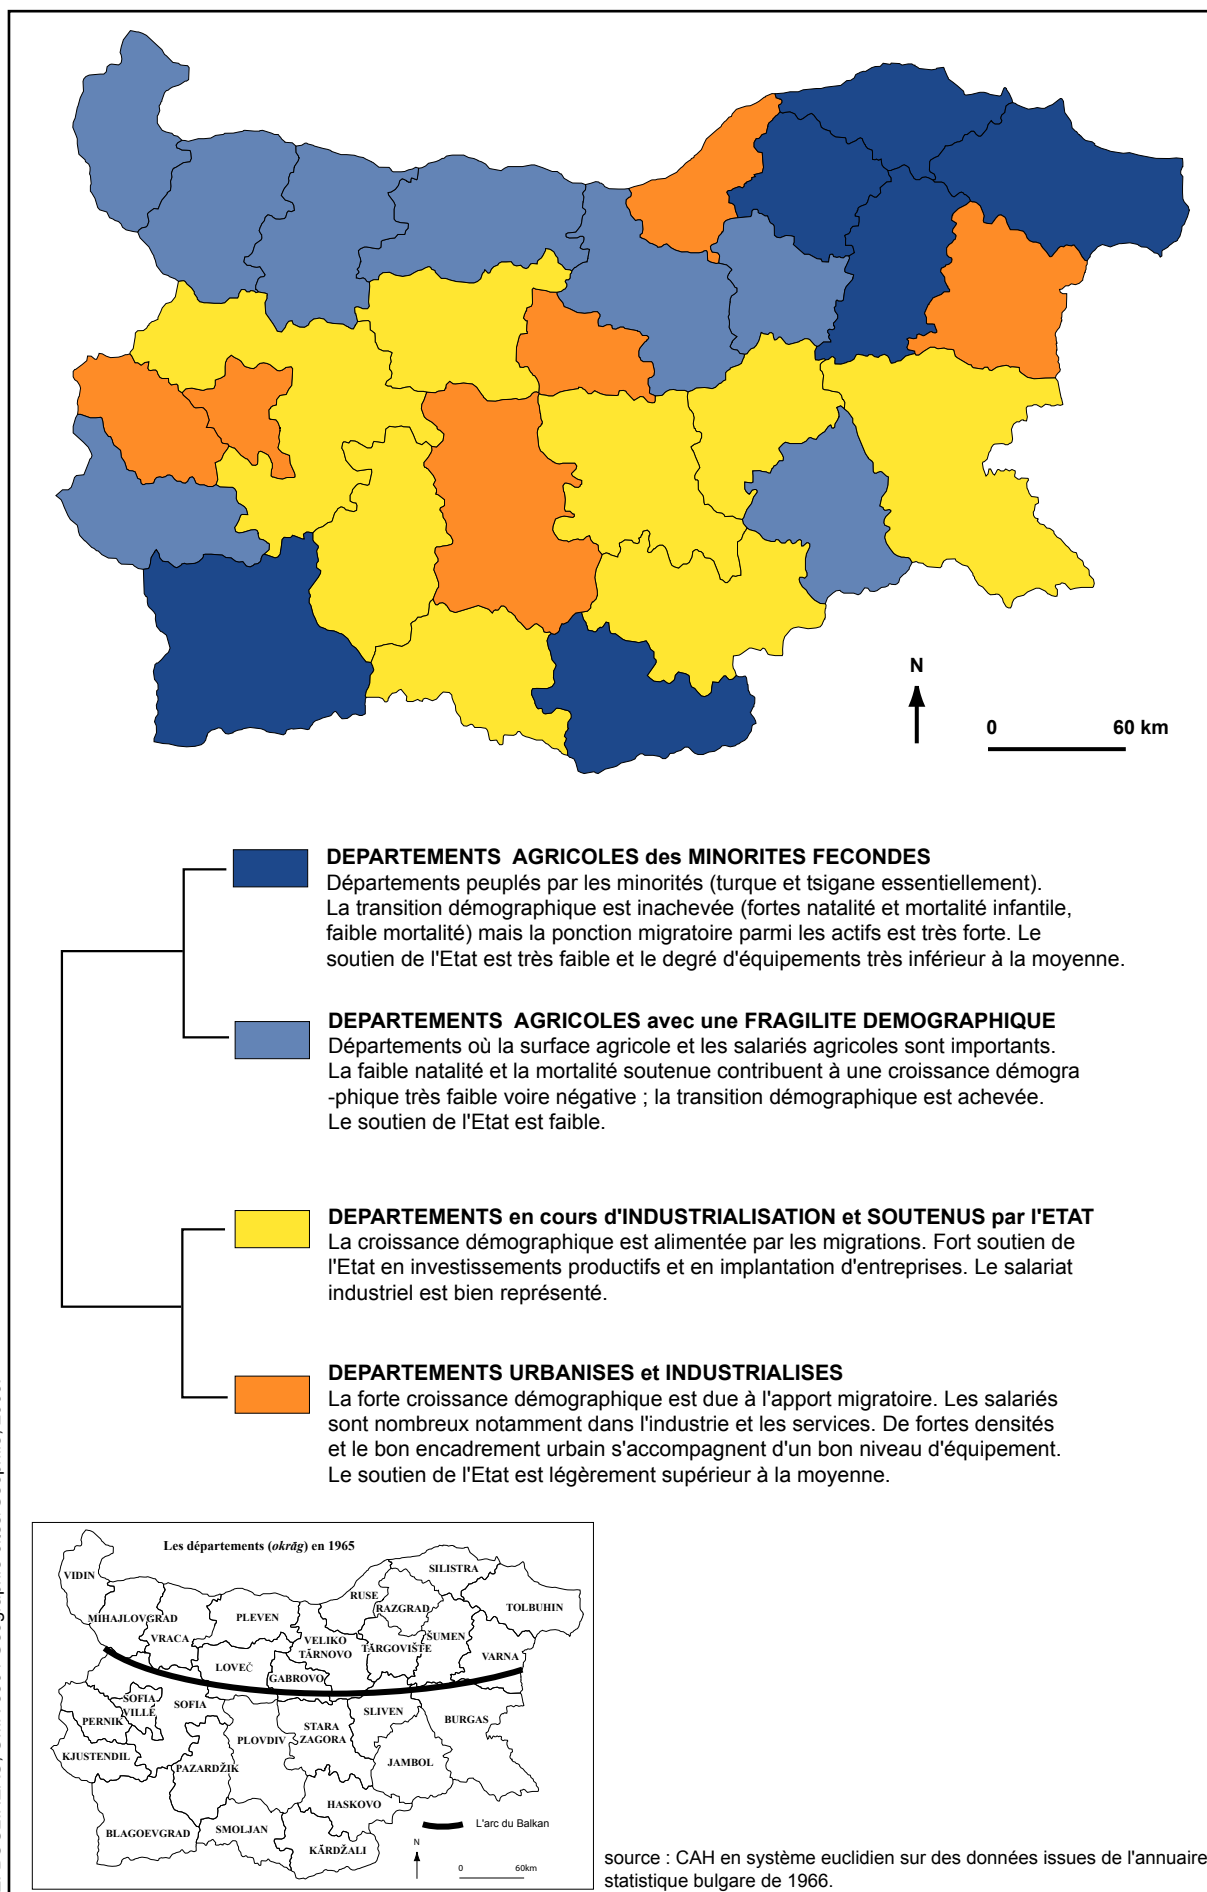 N
0 60 km
DEPARTEMENTS AGRICOLES des MINORITES FECONDES
Départements peuplés par les minorités (turque et tsigane essentiellement).
La transition démographique est inachevée (fortes natalité et mortalité infantile,
faible mortalité) mais la ponction migratoire parmi les actifs est très forte. Le
soutien de l'Etat est très faible et le degré d'équipements très inférieur à la moyenne.
DEPARTEMENTS AGRICOLES avec une FRAGILITE DEMOGRAPHIQUE
Départements où la surface agricole et les salariés agricoles sont importants.
La faible natalité et la mortalité soutenue contribuent à une croissance démogra
-phique très faible voire négative ; la transition démographique est achevée.
Le soutien de l'Etat est faible.
DEPARTEMENTS en cours d'INDUSTRIALISATION et SOUTENUS par l'ETAT
La croissance démographique est alimentée par les migrations. Fort soutien de
l'Etat en investissements productifs et en implantation d'entreprises. Le salariat
industriel est bien représenté.
DEPARTEMENTS URBANISES et INDUSTRIALISES
La forte croissance démographique est due à l'apport migratoire. Les salariés
sont nombreux notamment dans l'industrie et les services. De fortes densités
et le bon encadrement urbain s'accompagnent d'un bon niveau d'équipement.
Le soutien de l'Etat est légèrement supérieur à la moyenne.
Les départements (okrăg) en 1965
VIDIN
MIHAJLOVGRAD
VRACA
PLEVEN
LOVEČ
GABROVO
VELIKO
TĂRNOVO
RUSE
RAZGRAD
SILISTRA
TOLBUHIN
TĂRGOVIŠTE
ŠUMEN
VARNA
SOFIA
VILLE
SOFIA
PERNIK
KJUSTENDIL
PAZARDŽIK
PLOVDIV
STARA
ZAGORA
SLIVEN
BURGAS
JAMBOL
HASKOVO
BLAGOEVGRAD
SMOLJAN
KĂRDŽALI
L'arc du Balkan
N
0 60km
source : CAH en système euclidien sur des données issues de l'annuaire
statistique bulgare de 1966.